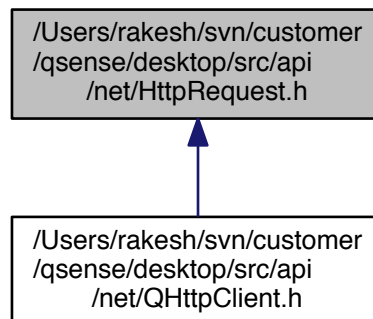 /Users/rakesh/svn/customer
/qsense/desktop/src/api
/net/HttpRequest.h
/Users/rakesh/svn/customer
/qsense/desktop/src/api
/net/QHttpClient.h